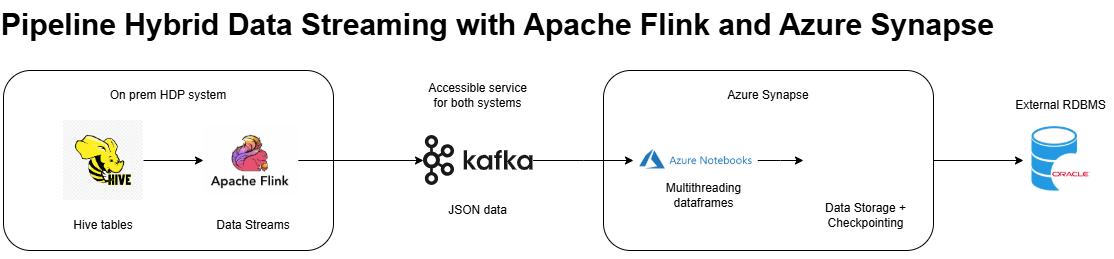 Pipeline Hybrid Data Streaming with Apache Flink and Azure Synapse
On prem HDP system
HIVE
Apache Flink
Hive tables
Data Streams
Accessible service
for both systems
kafka
JSON data
Azure Synapse
Azure Notebooks
Multithreading
dataframes
Data Storage +
Checkpointing
External RDBMS
ORACLE